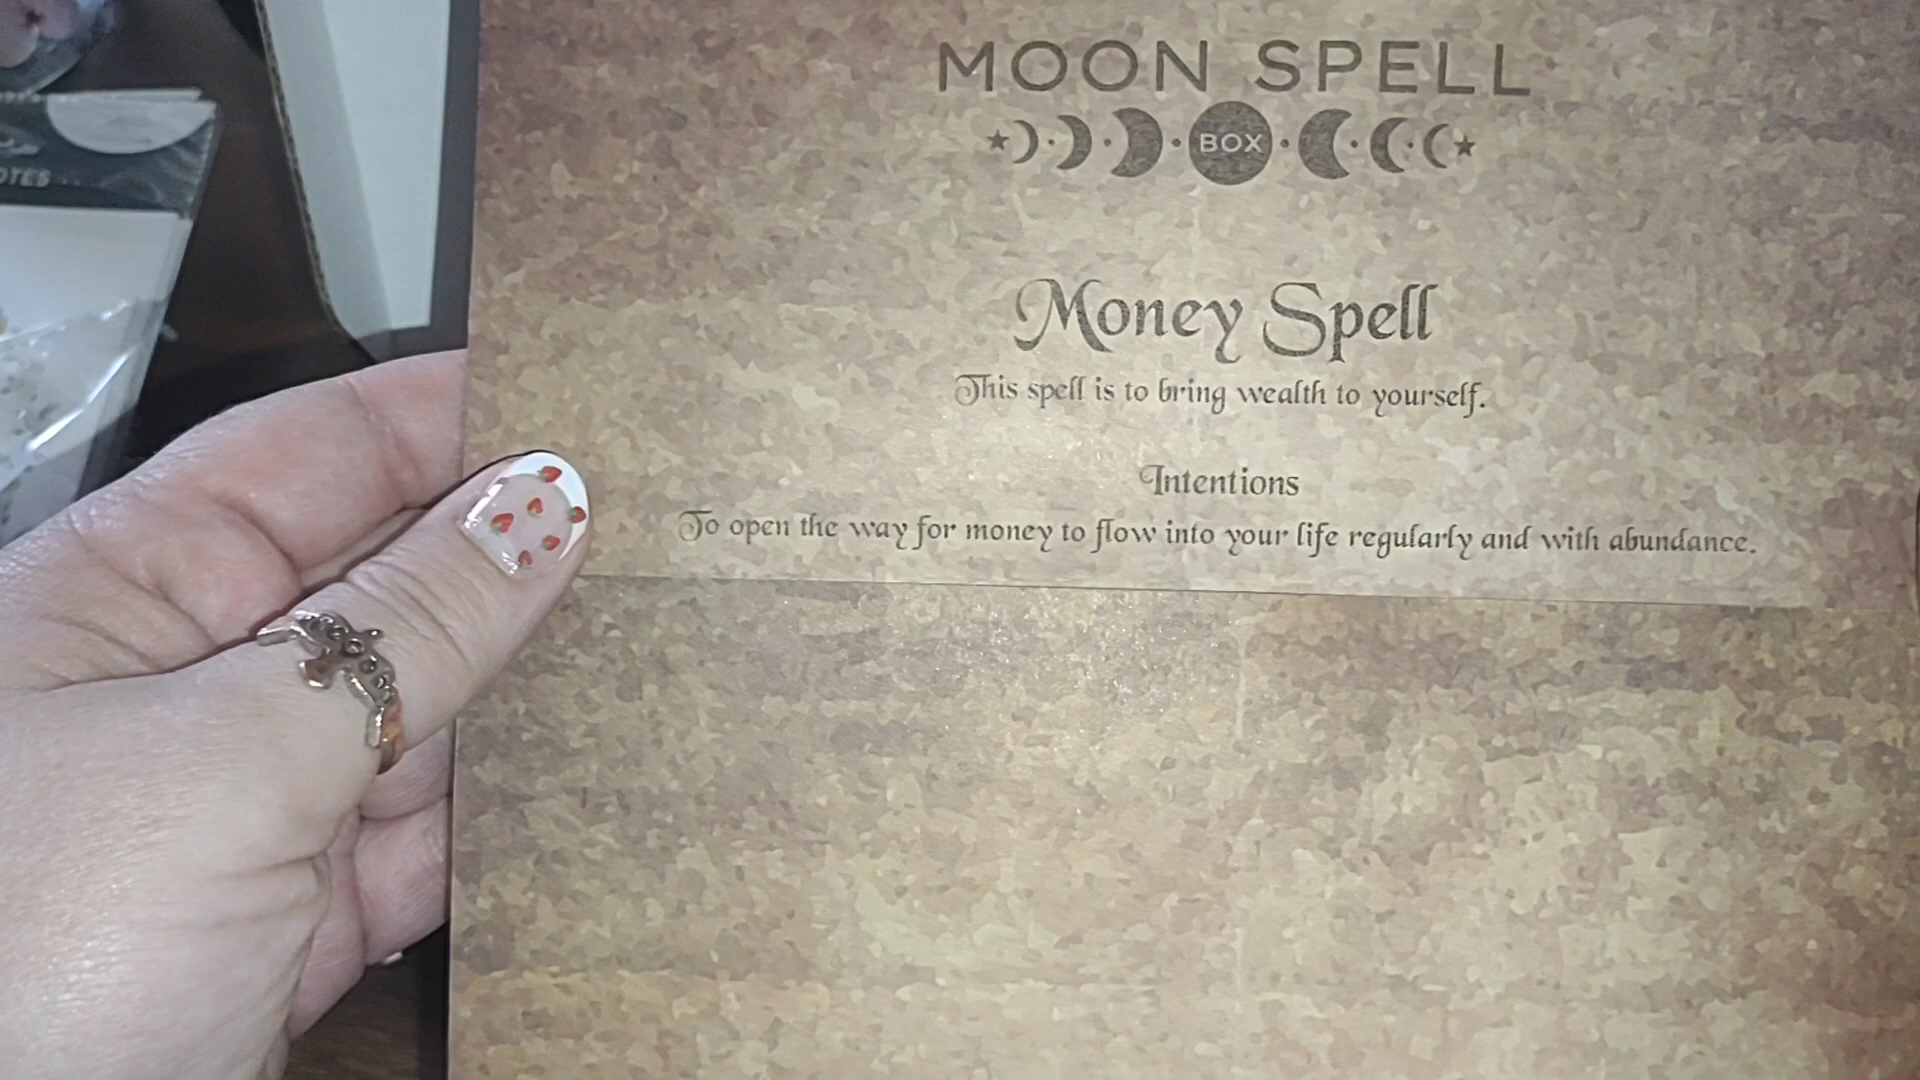 OTES
MOON SPELL
BOX
Money Spell
This spell is to bring wealth to yourself.
Intentions
To open the way for money to flow into your life regularly and with abundance.